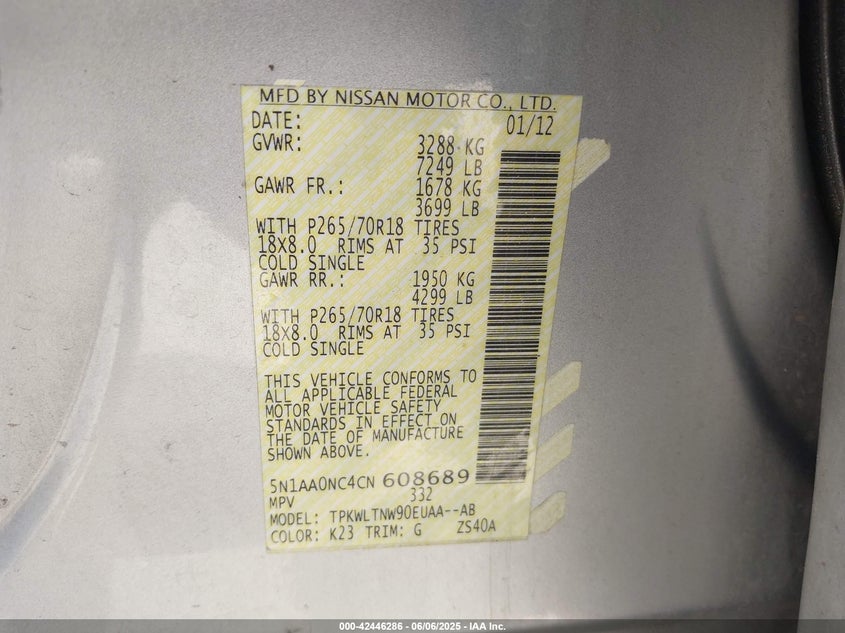 MFD BY NISSAN MOTOR CO., LTD.
DATE: 01/12
GVWR: 3288 KG
7249 LB
GAWR FR.: 1678 KG
3699 LB
WITH P265/70R18 TIRES
18X8.0 RIMS AT 35 PSI
COLD SINGLE
GAWR RR.: 1950 KG
4299 LB
WITH P265/70R18 TIRES
18X8.0 RIMS AT 35 PSI
COLD SINGLE
THIS VEHICLE CONFORMS TO
ALL APPLICABLE FEDERAL
MOTOR VEHICLE SAFETY
STANDARDS IN EFFECT ON
THE DATE OF MANUFACTURE
SHOWN ABOVE.
5N1AA0NC4CN 608689
MPV 332
MODEL: TPKWLTNW90EUAA--AB
COLOR: K23 TRIM: G ZS40A
000-42446286 - 06/06/2025 - IAA Inc.